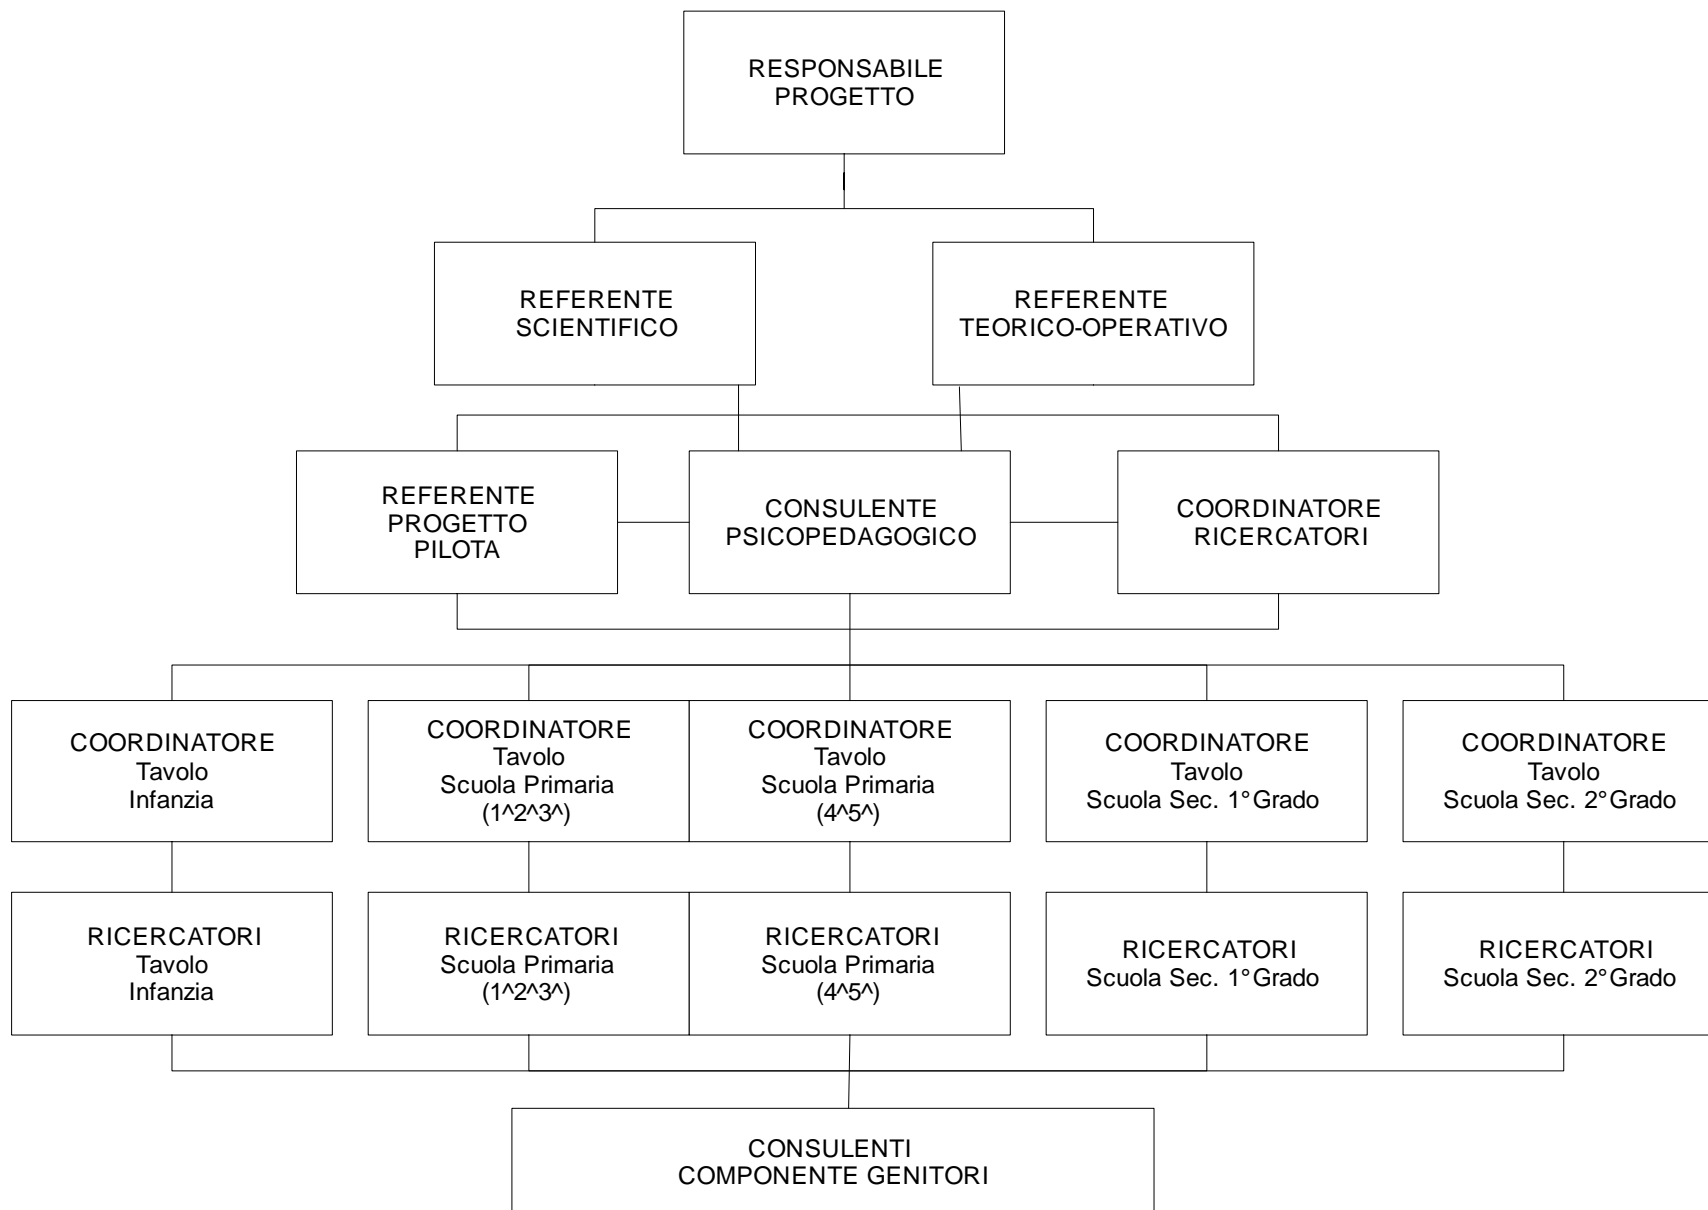 RESPONSABILE
PROGETTO
REFERENTE
SCIENTIFICO
REFERENTE
TEORICO-OPERATIVO
REFERENTE
PROGETTO
PILOTA
CONSULENTE
PSICOPEDAGOGICO
COORDINATORE
RICERCATORI
COORDINATORE
Tavolo
Infanzia
COORDINATORE
Tavolo
Scuola Primaria
(1^2^3^)
COORDINATORE
Tavolo
Scuola Primaria
(4^5^)
COORDINATORE
Tavolo
Scuola Sec. 1°Grado
COORDINATORE
Tavolo
Scuola Sec. 2°Grado
RICERCATORI
Tavolo
Infanzia
RICERCATORI
Scuola Primaria
(1^2^3^)
RICERCATORI
Scuola Primaria
(4^5^)
RICERCATORI
Scuola Sec. 1°Grado
RICERCATORI
Scuola Sec. 2°Grado
CONSULENTI
COMPONENTE GENITORI